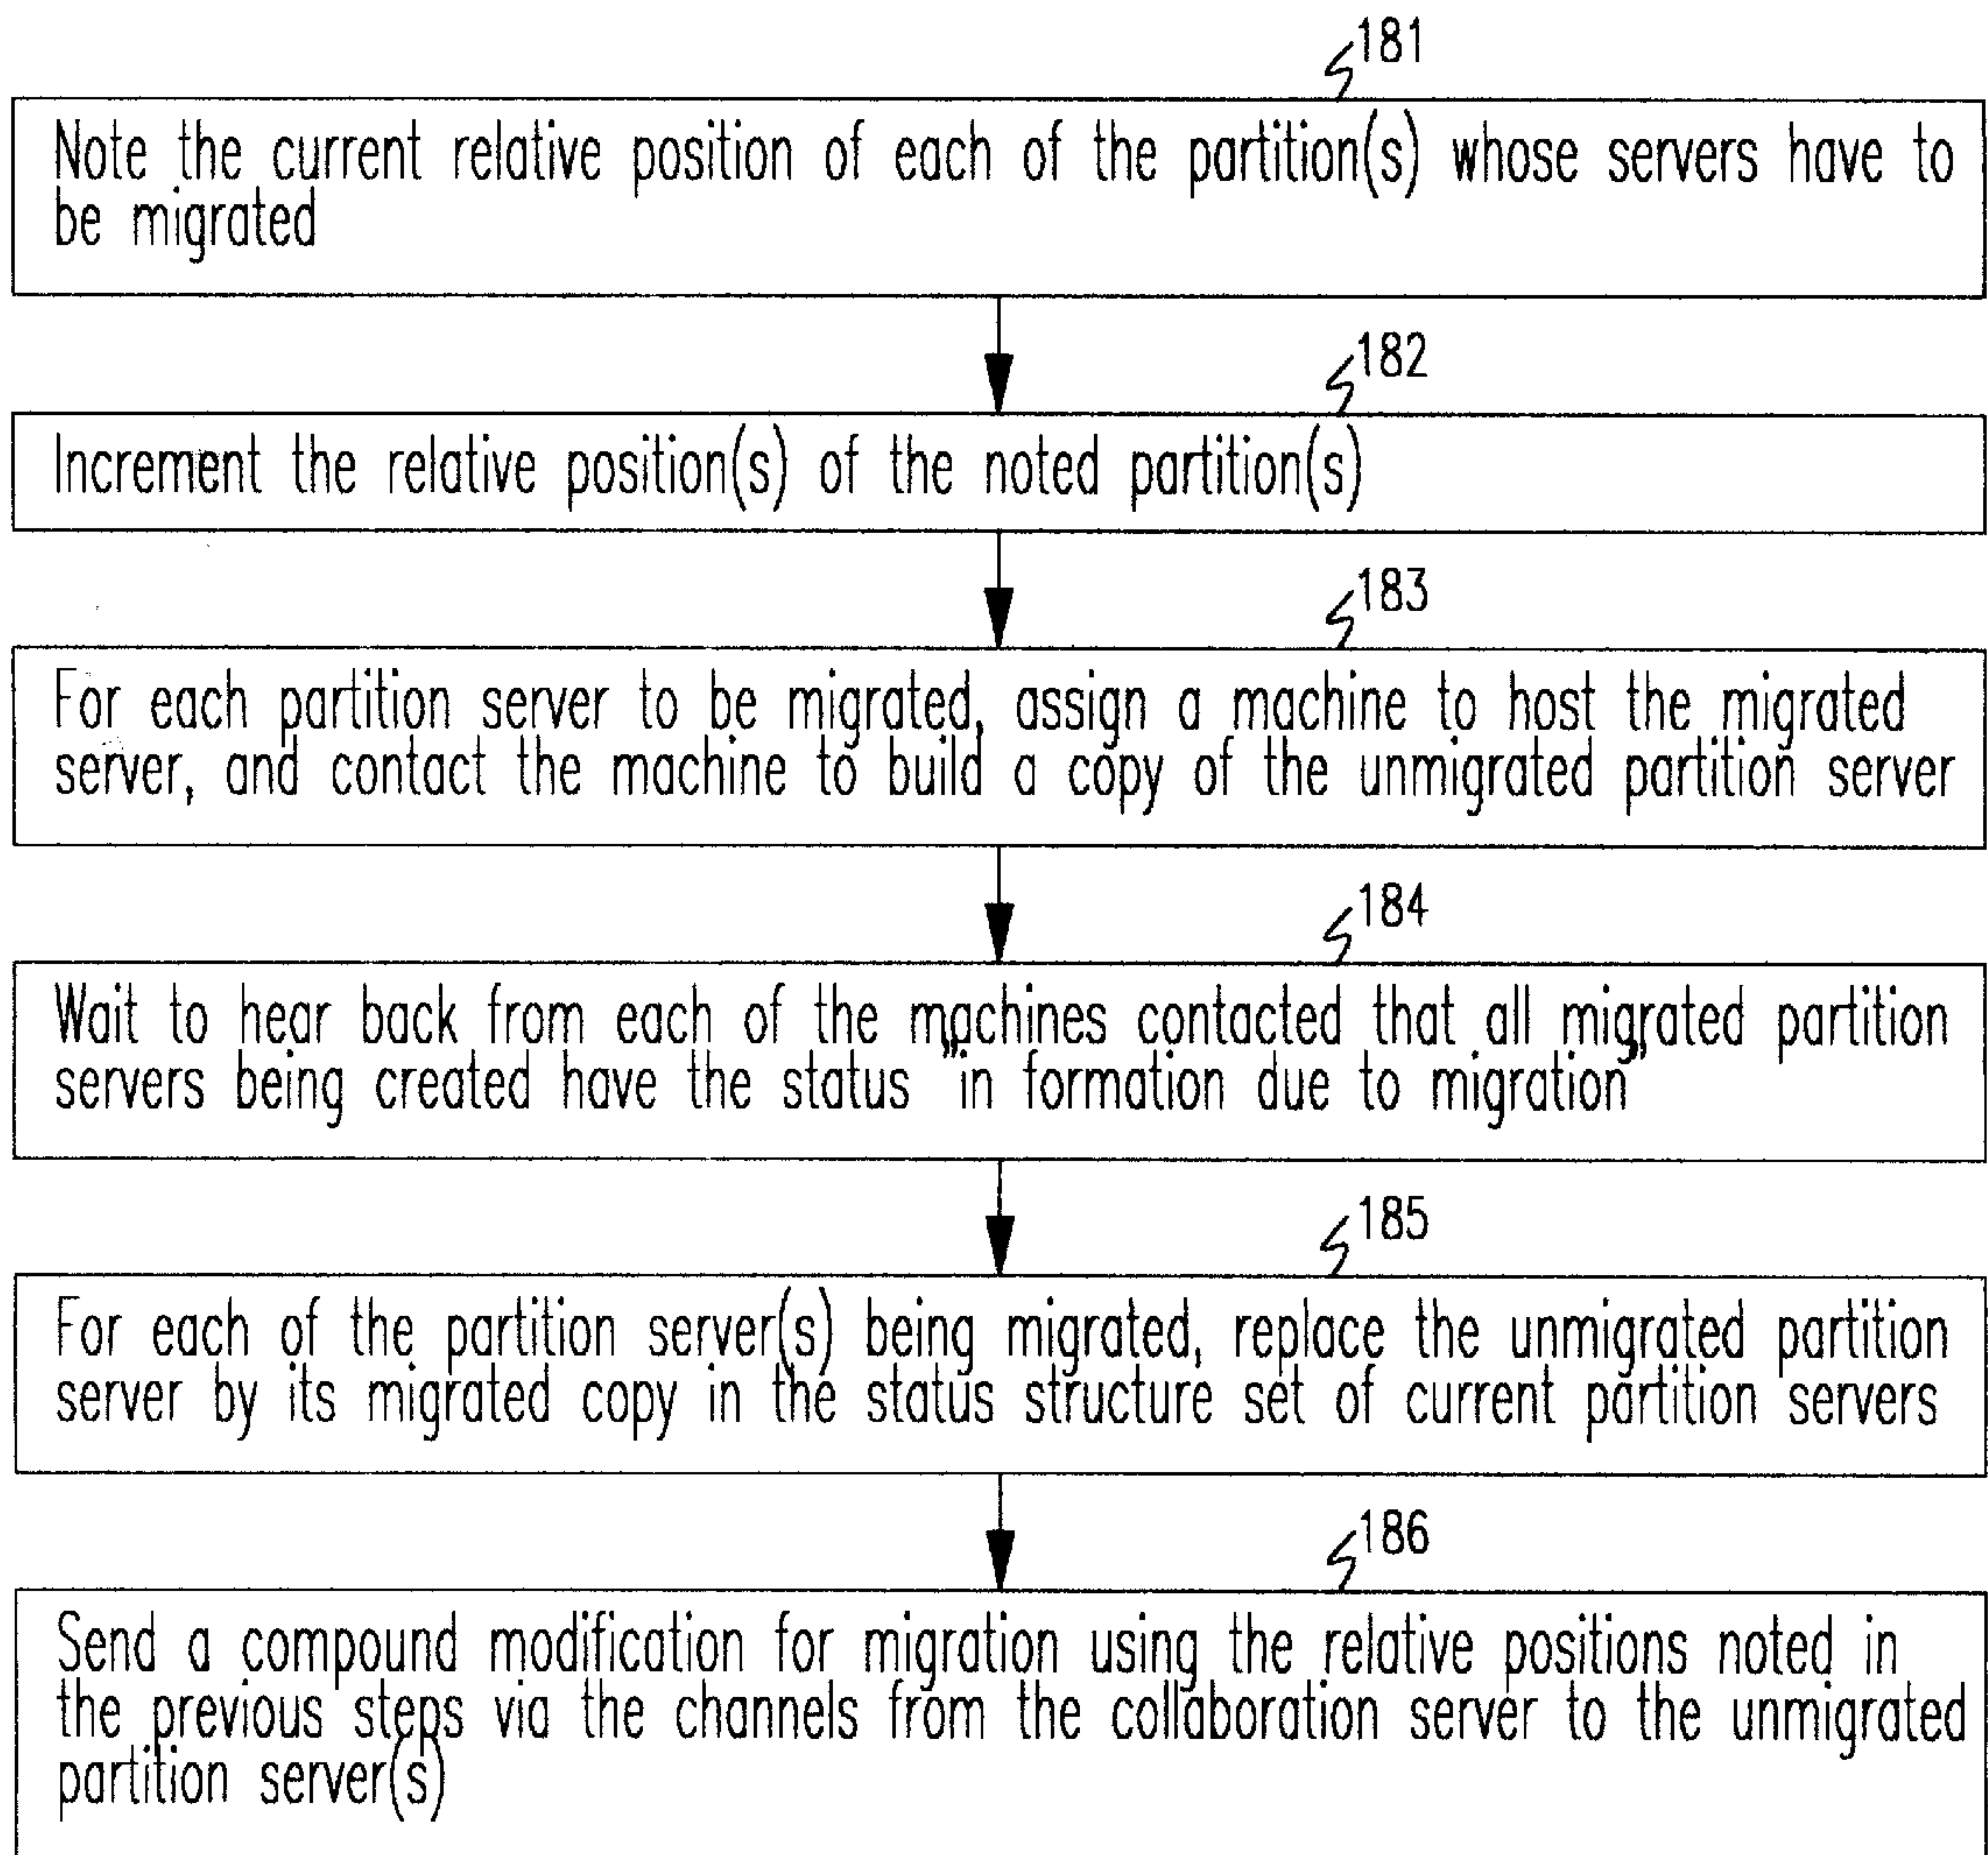 181
Note the current relative position of each of the partition(s) whose servers have to
be migrated
182
Increment the relative position(s) of the noted partition(s)
183
For each partition server to be migrated, assign a machine to host the migrated
server, and contact the machine to build a copy of the unmigrated partition server
184
Wait to hear back from each of the machines contacted that all migrated partition
servers being created have the status "in formation due to migration"
185
For each of the partition server(s) being migrated, replace the unmigrated partition
server by its migrated copy in the status structure set of current partition servers
186
Send a compound modification for migration using the relative positions noted in
the previous steps via the channels from the collaboration server to the unmigrated
partition server(s)